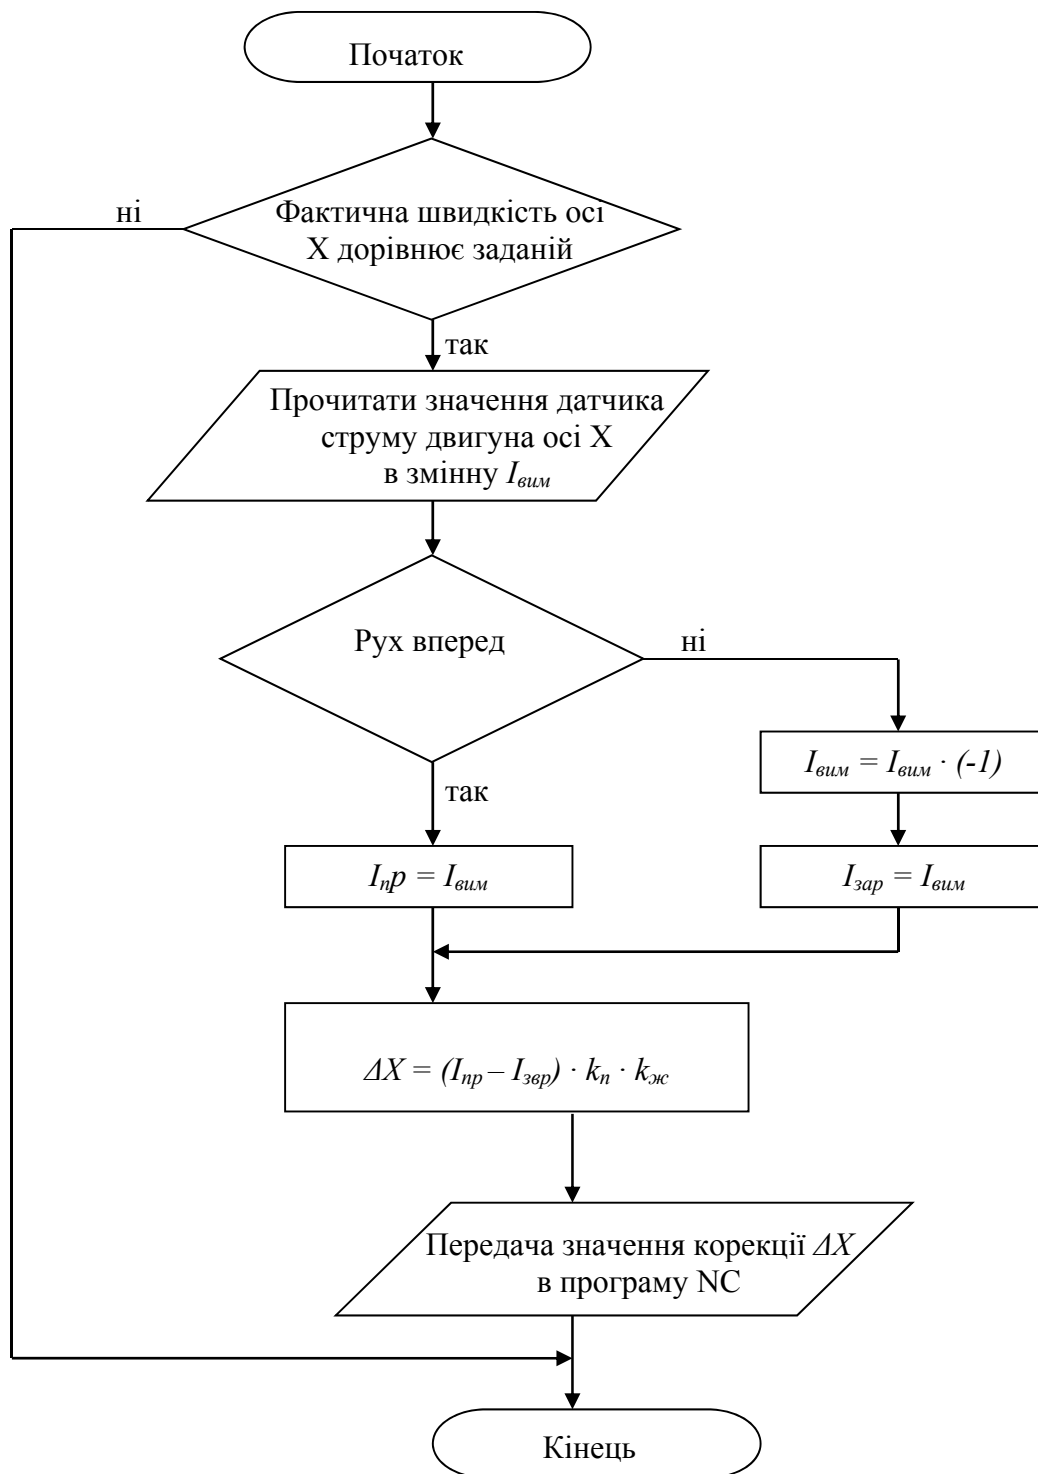 Початок
ні
Фактична швидкість осі
X дорівнює заданій
так
Прочитати значення датчика
струму двигуна осі X
в змінну Iвим
Рух вперед
ні
Iвим = Iвим · (-1)
так
Iпр = Iвим
Iзар = Iвим
ΔX = (Iпр – Iзвр) · kп · kж
Передача значення корекції ΔX
в програму NC
Кінець